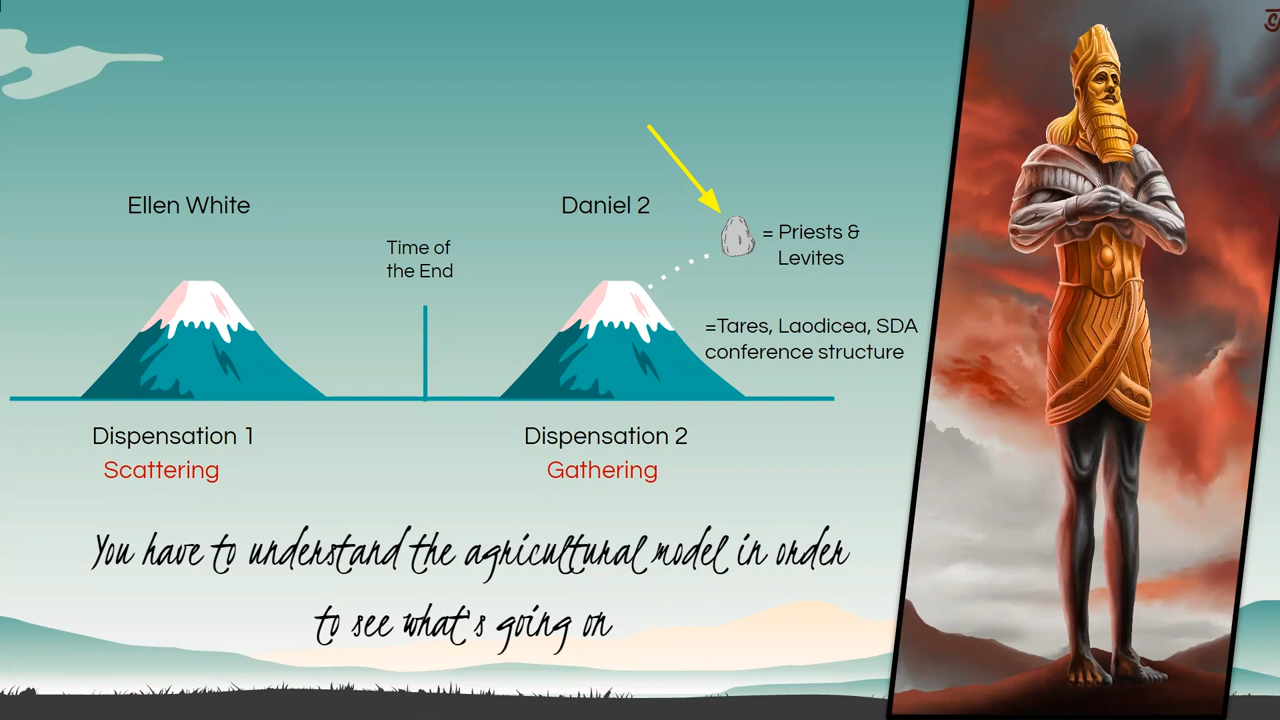 Ellen White
Daniel 2
Time of
the End
= Priests &
Levites
=Tares, Laodicea, SDA
conference structure
Dispensation 1
Scattering
Dispensation 2
Gathering
You have to understand the agricultural model in order
to see what's going on